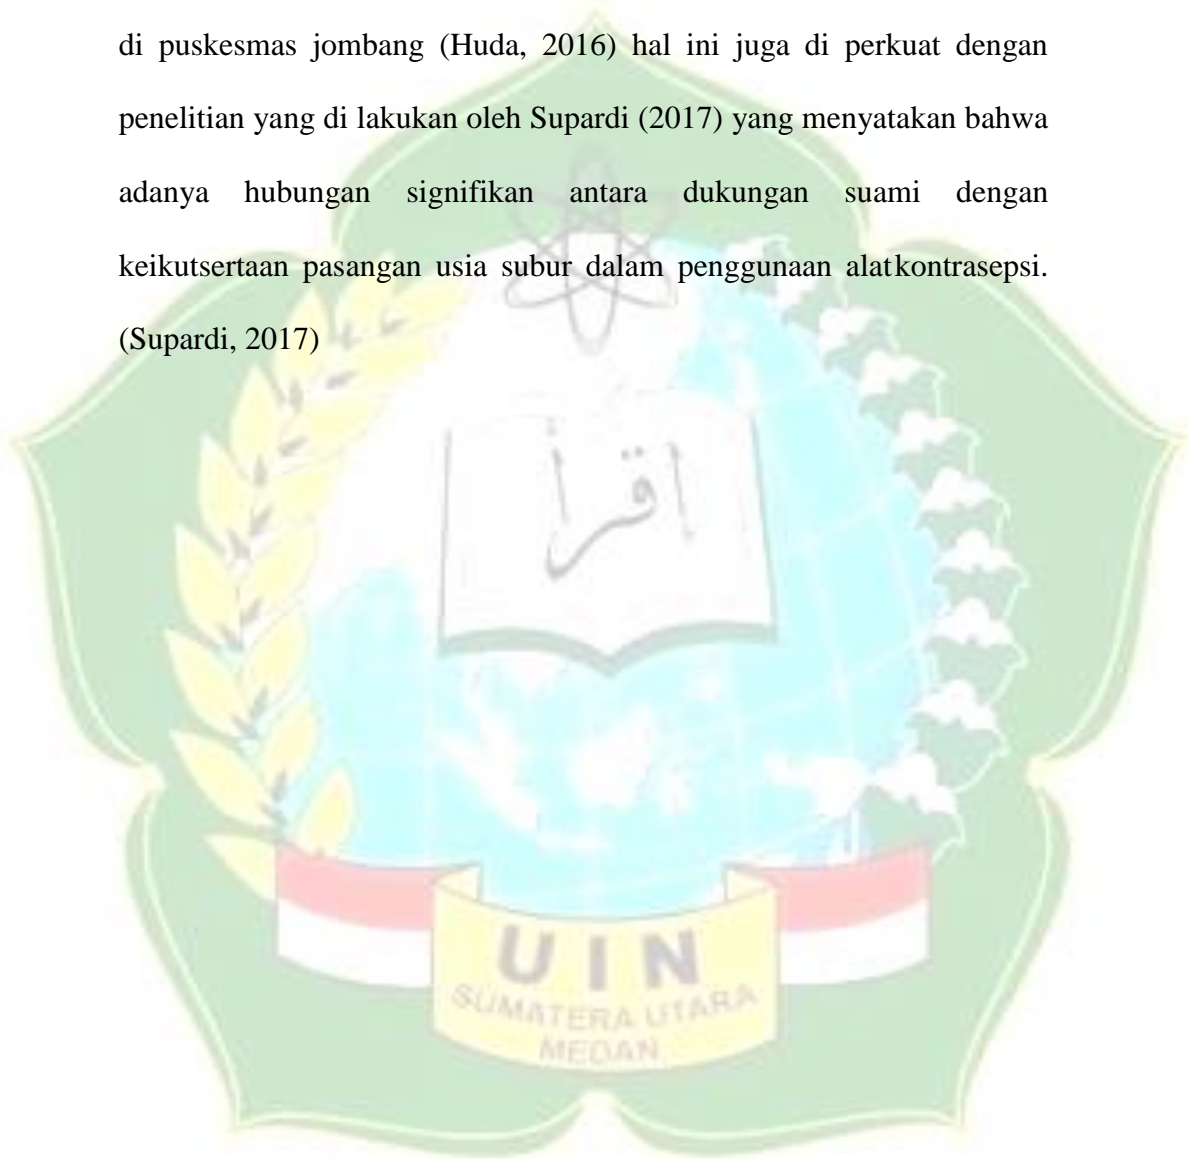 di puskesmas jombang (Huda, 2016) hal ini juga di perkuat dengan
penelitian yang di lakukan oleh Supardi (2017) yang menyatakan bahwa
adanya hubungan signifikan antara dukungan suami dengan
keikutsertaan pasangan usia subur dalam penggunaan alatkontrasepsi.
(Supardi, 2017)
إقرأ
UIN
SUMATERA UTARA
MEDAN